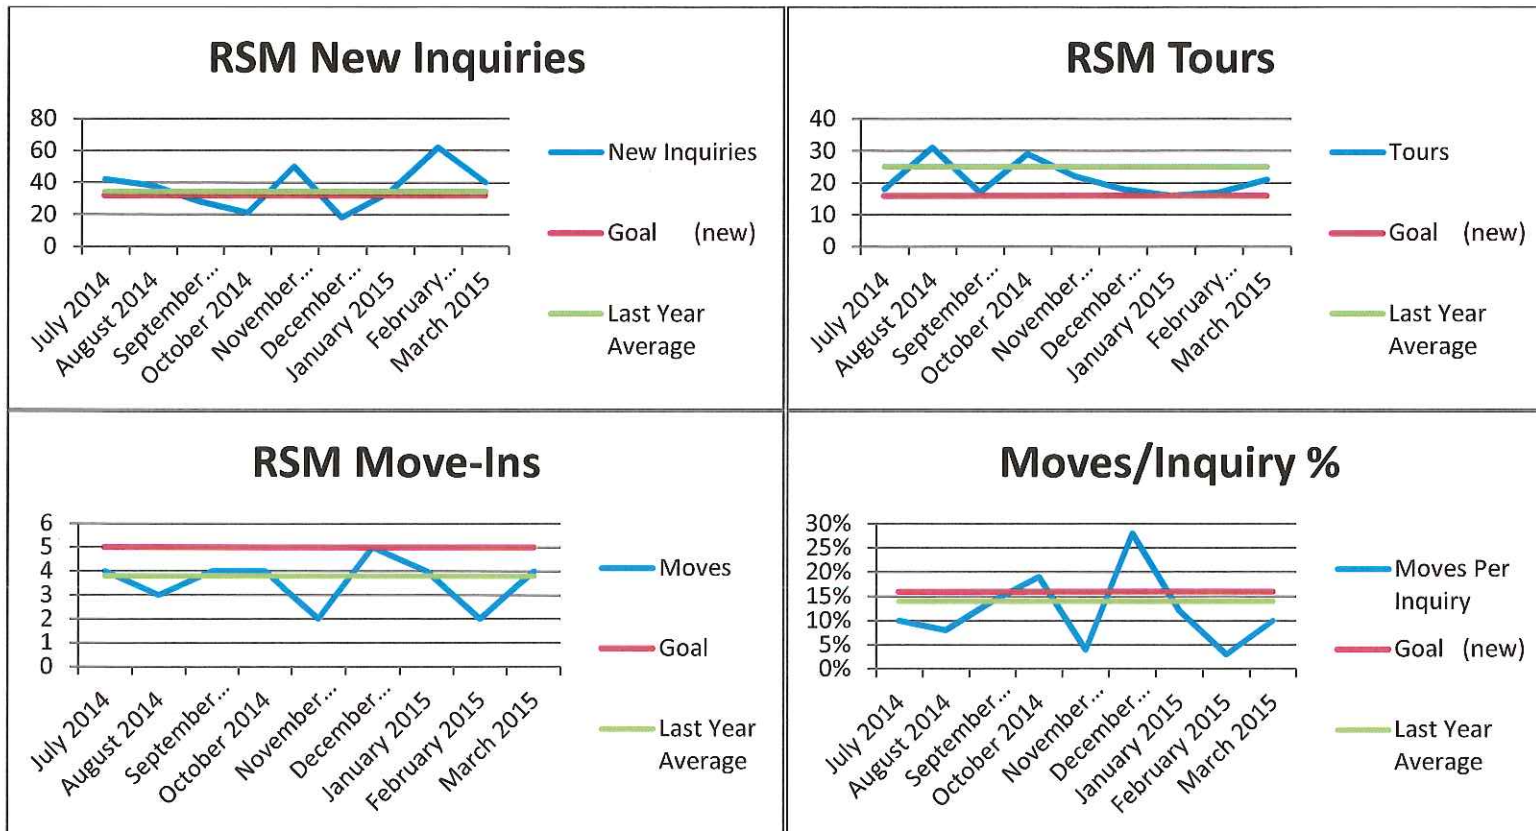 RSM New Inquiries
80
60
40
20
0
July 2014
August 2014
September...
October 2014
November...
December...
January 2015
February...
March 2015
New Inquiries
Goal (new)
Last Year
Average
RSM Tours
40
30
20
10
0
July 2014
August 2014
September...
October 2014
November...
December...
January 2015
February...
March 2015
Tours
Goal (new)
Last Year
Average
RSM Move-Ins
6
5
4
3
2
1
0
July 2014
August 2014
September...
October 2014
November...
December...
January 2015
February 2015
March 2015
Moves
Goal
Last Year
Average
Moves/Inquiry %
30%
25%
20%
15%
10%
5%
0%
July 2014
August 2014
September...
October 2014
November...
December...
January 2015
February 2015
March 2015
Moves Per
Inquiry
Goal (new)
Last Year
Average